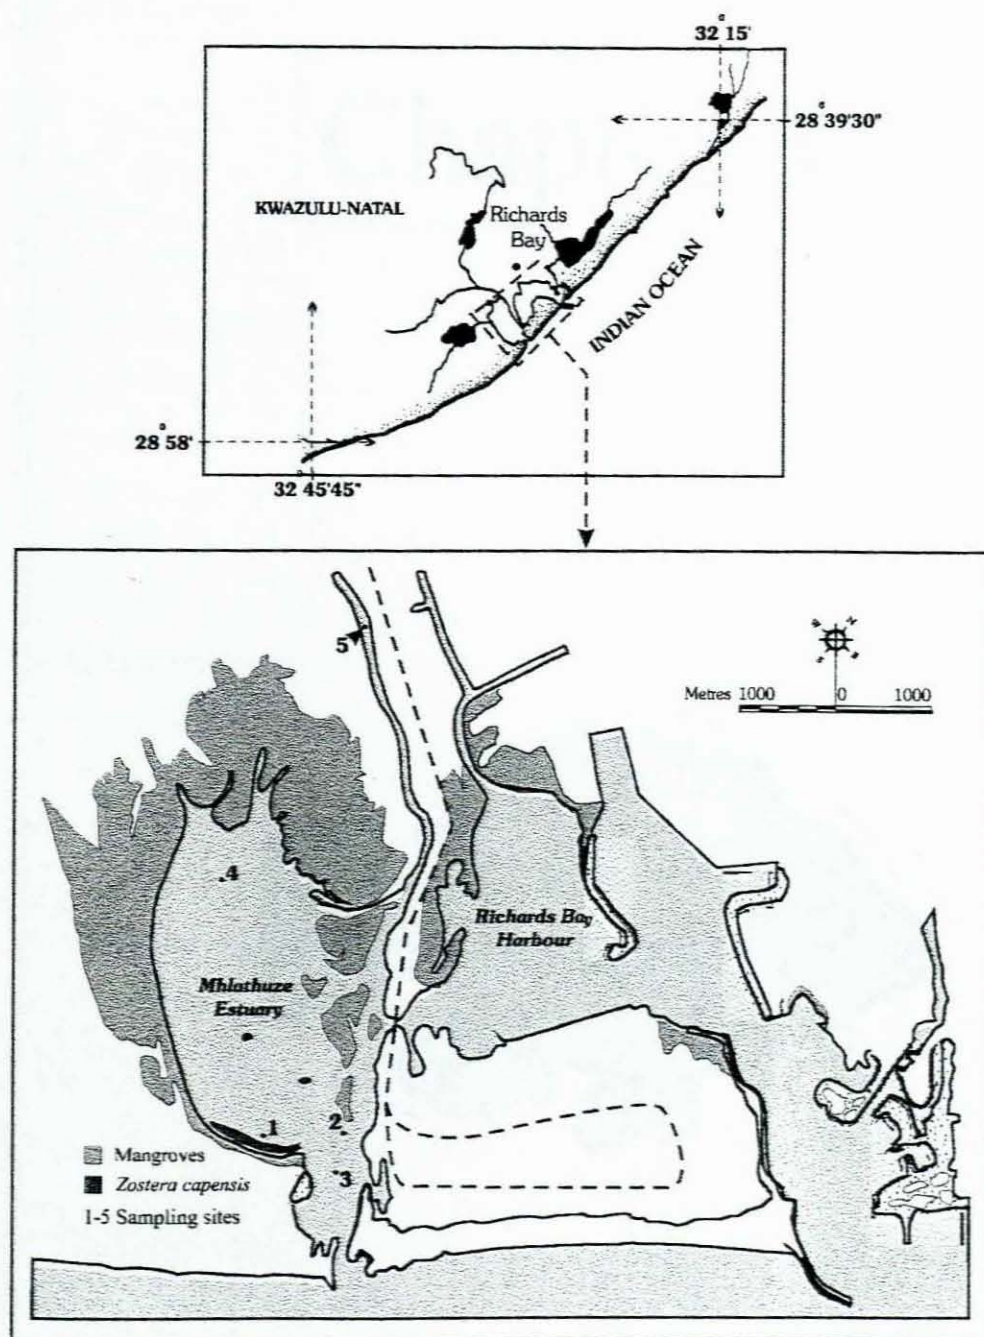 32°15'
28°39'30"
KWAZULU-NATAL
Richards
Bay
INDIAN OCEAN
28°58'
32°45'45"
5
N
Metres 1000 0 1000
4
Richards Bay
Harbour
Mhlathuze
Estuary
1
2
3
Mangroves
Zostera capensis
1-5 Sampling sites